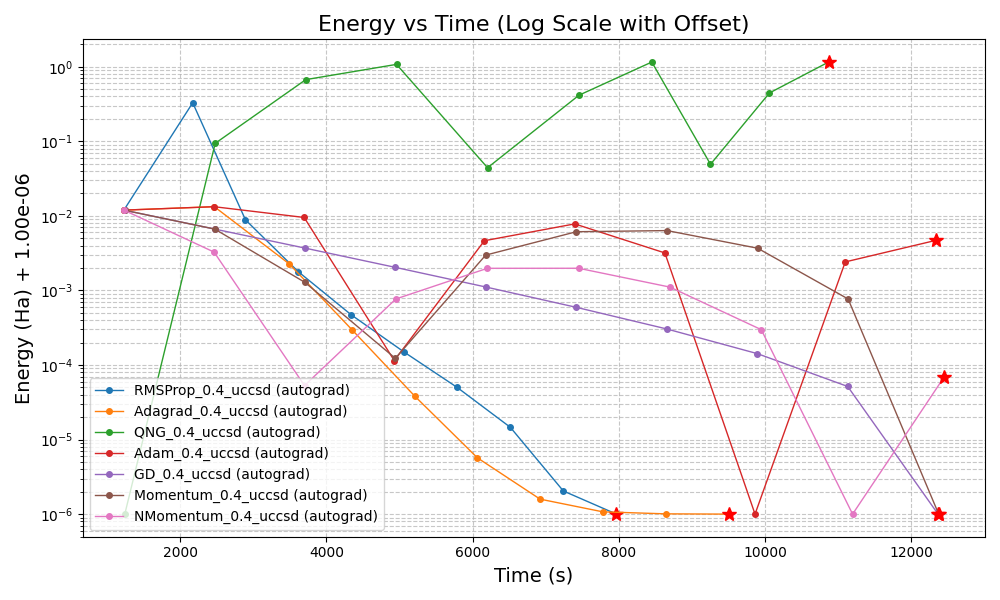 Energy vs Time (Log Scale with Offset)
Energy (Ha) + 1.00e-06
10⁰
10⁻¹
10⁻²
10⁻³
10⁻⁴
10⁻⁵
10⁻⁶
RMSProp_0.4_uccsd (autograd)
Adagrad_0.4_uccsd (autograd)
QNG_0.4_uccsd (autograd)
Adam_0.4_uccsd (autograd)
GD_0.4_uccsd (autograd)
Momentum_0.4_uccsd (autograd)
NMomentum_0.4_uccsd (autograd)
2000 4000 6000 8000 10000 12000
Time (s)